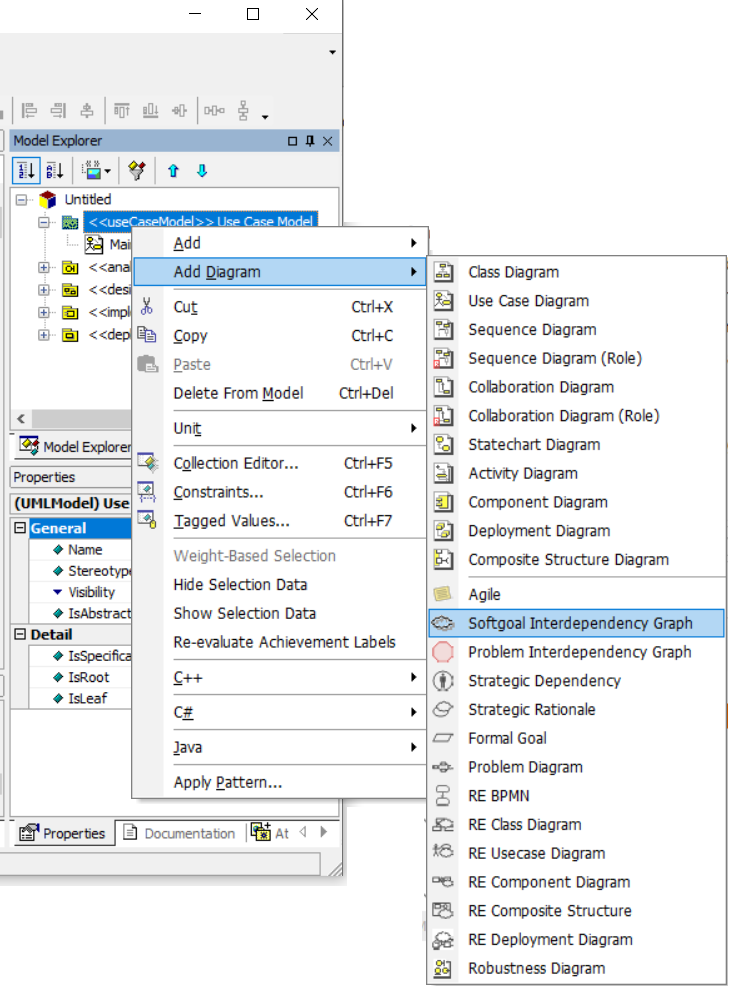 Model Explorer
Untitled
<<useCaseModel>> Use Case Model
Mai
<<anal
<<desi
<<impl
<<depl
Model Explorer
Properties
(UMLModel) Use
General
Name
Stereotype
Visibility
IsAbstract
Detail
IsSpecifica
IsRoot
IsLeaf
Properties
Documentation
At
Add
Add Diagram
Cut Ctrl+X
Copy Ctrl+C
Paste Ctrl+V
Delete From Model Ctrl+Del
Unit
Collection Editor... Ctrl+F5
Constraints... Ctrl+F6
Tagged Values... Ctrl+F7
Weight-Based Selection
Hide Selection Data
Show Selection Data
Re-evaluate Achievement Labels
C++
C#
Java
Apply Pattern...
Class Diagram
Use Case Diagram
Sequence Diagram
Sequence Diagram (Role)
Collaboration Diagram
Collaboration Diagram (Role)
Statechart Diagram
Activity Diagram
Component Diagram
Deployment Diagram
Composite Structure Diagram
Agile
Softgoal Interdependency Graph
Problem Interdependency Graph
Strategic Dependency
Strategic Rationale
Formal Goal
Problem Diagram
RE BPMN
RE Class Diagram
RE Usecase Diagram
RE Component Diagram
RE Composite Structure
RE Deployment Diagram
Robustness Diagram